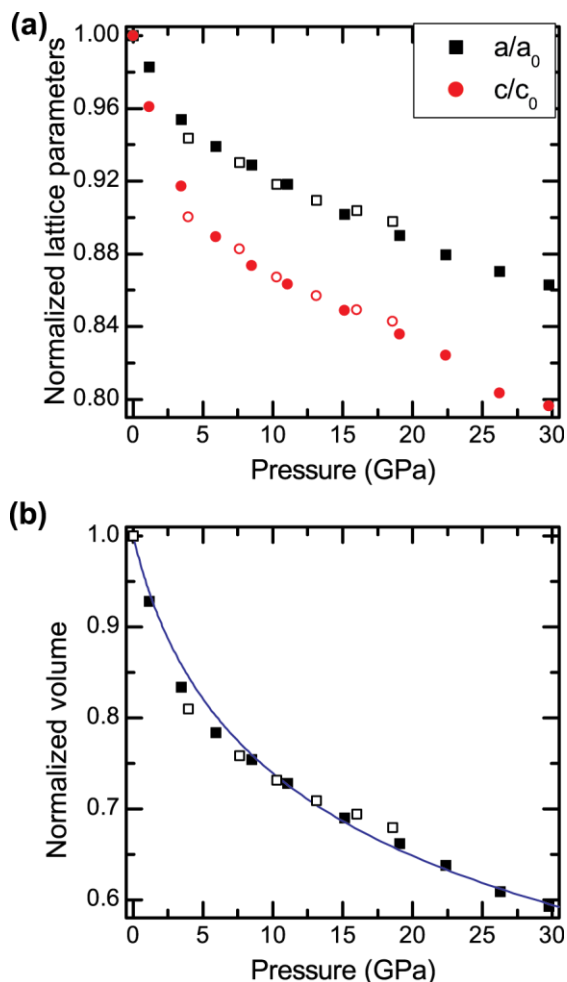 (a)
1.00
0.96
0.92
0.88
0.84
0.80
Normalized lattice parameters
a/a₀
c/c₀
0 5 10 15 20 25 30
Pressure (GPa)
(b)
1.0
0.9
0.8
0.7
0.6
Normalized volume
0 5 10 15 20 25 30
Pressure (GPa)